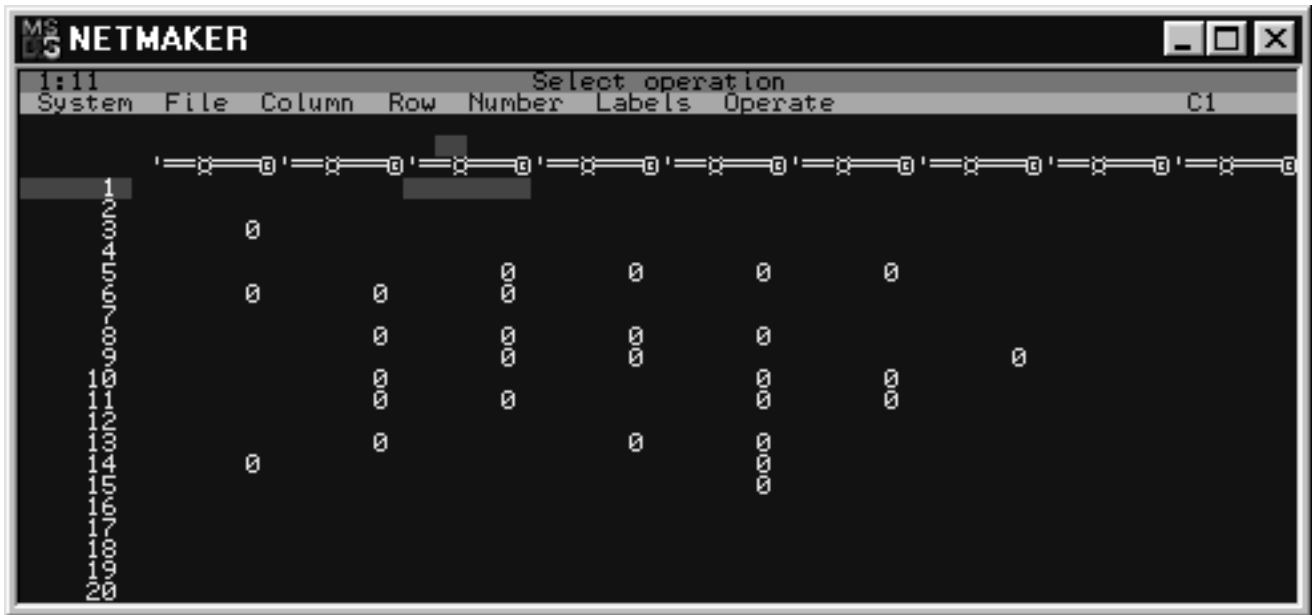 MS DOS NETMAKER
1:11 Select operation
System File Column Row Number Labels Operate C1
1
2
3 0
4
5 0 0 0 0
6 0 0 0
7
8 0 0 0 0
9 0 0 0
10 0 0 0
11 0 0 0 0
12
13 0 0 0
14 0 0
15 0
16
17
18
19
20